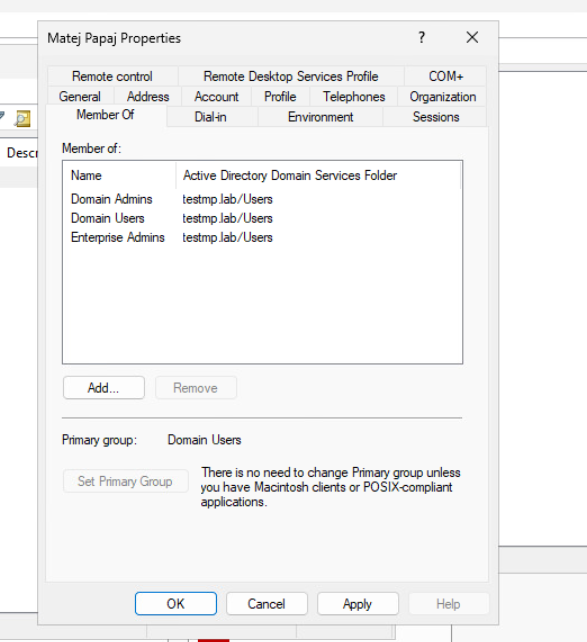 Matej Papaj Properties ? ×
Remote control Remote Desktop Services Profile COM+
General Address Account Profile Telephones Organization
Member Of Dial-in Environment Sessions
Descr
Member of:
Name Active Directory Domain Services Folder
Domain Admins testmp.lab/Users
Domain Users testmp.lab/Users
Enterprise Admins testmp.lab/Users
Add... Remove
Primary group: Domain Users
Set Primary Group
There is no need to change Primary group unless
you have Macintosh clients or POSIX-compliant
applications.
OK Cancel Apply Help